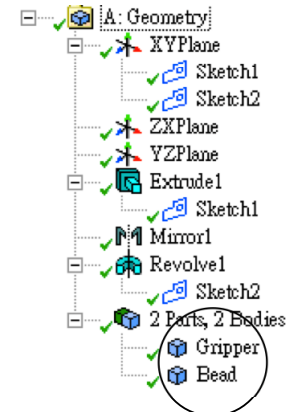 A: Geometry
XYPlane
Sketch1
Sketch2
ZXPlane
YZPlane
Extrude1
Sketch1
Mirror1
Revolve1
Sketch2
2 Parts, 2 Bodies
Gripper
Bead